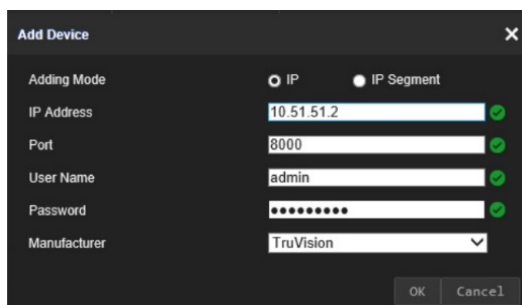 Add Device
Adding Mode IP IP Segment
IP Address 10.51.51.2
Port 8000
User Name admin
Password •••••••••
Manufacturer TruVision
OK Cancel